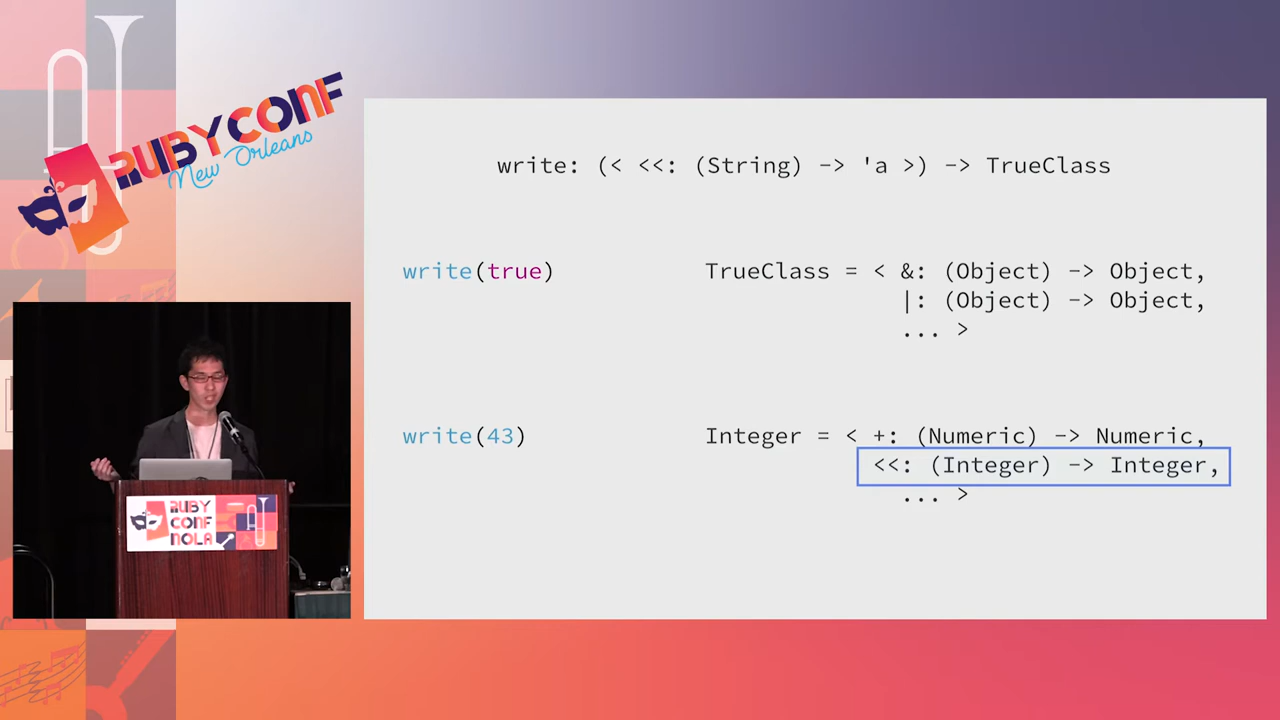 RUBYCONF
New Orleans
write: (< <<: (String) -> 'a >) -> TrueClass
write(true)
TrueClass = < &: (Object) -> Object,
|: (Object) -> Object,
... >
write(43)
Integer = < +: (Numeric) -> Numeric,
<<: (Integer) -> Integer,
... >
RUBY
CONF
NOLA